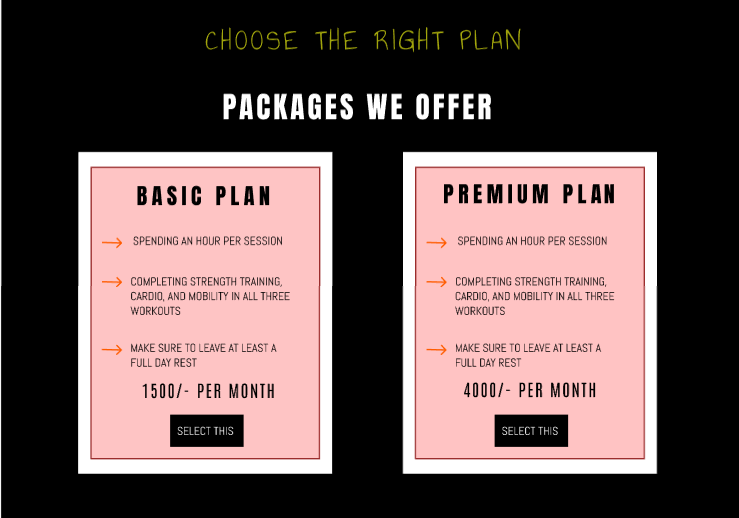 CHOOSE THE RIGHT PLAN
PACKAGES WE OFFER
BASIC PLAN
SPENDING AN HOUR PER SESSION
COMPLETING STRENGTH TRAINING,
CARDIO, AND MOBILITY IN ALL THREE
WORKOUTS
MAKE SURE TO LEAVE AT LEAST A
FULL DAY REST
1500/- PER MONTH
SELECT THIS
PREMIUM PLAN
SPENDING AN HOUR PER SESSION
COMPLETING STRENGTH TRAINING,
CARDIO, AND MOBILITY IN ALL THREE
WORKOUTS
MAKE SURE TO LEAVE AT LEAST A
FULL DAY REST
4000/- PER MONTH
SELECT THIS